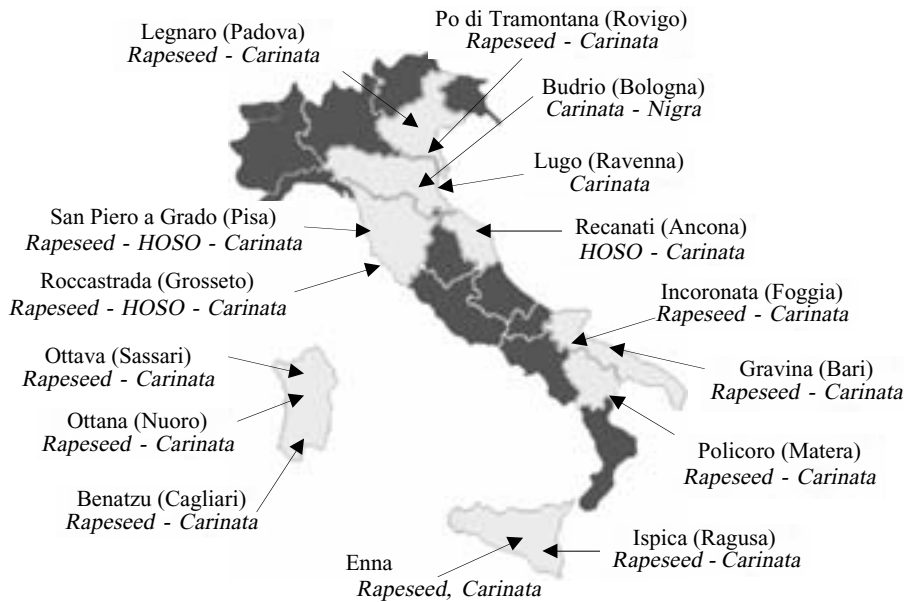 Legnaro (Padova)
Rapeseed - Carinata
Po di Tramontana (Rovigo)
Rapeseed - Carinata
Budrio (Bologna)
Carinata - Nigra
Lugo (Ravenna)
Carinata
San Piero a Grado (Pisa)
Rapeseed - HOSO - Carinata
Recanati (Ancona)
HOSO - Carinata
Roccastrada (Grosseto)
Rapeseed - HOSO - Carinata
Incoronata (Foggia)
Rapeseed - Carinata
Ottava (Sassari)
Rapeseed - Carinata
Gravina (Bari)
Rapeseed - Carinata
Ottana (Nuoro)
Rapeseed - Carinata
Policoro (Matera)
Rapeseed - Carinata
Benatzu (Cagliari)
Rapeseed - Carinata
Ispica (Ragusa)
Rapeseed - Carinata
Enna
Rapeseed, Carinata